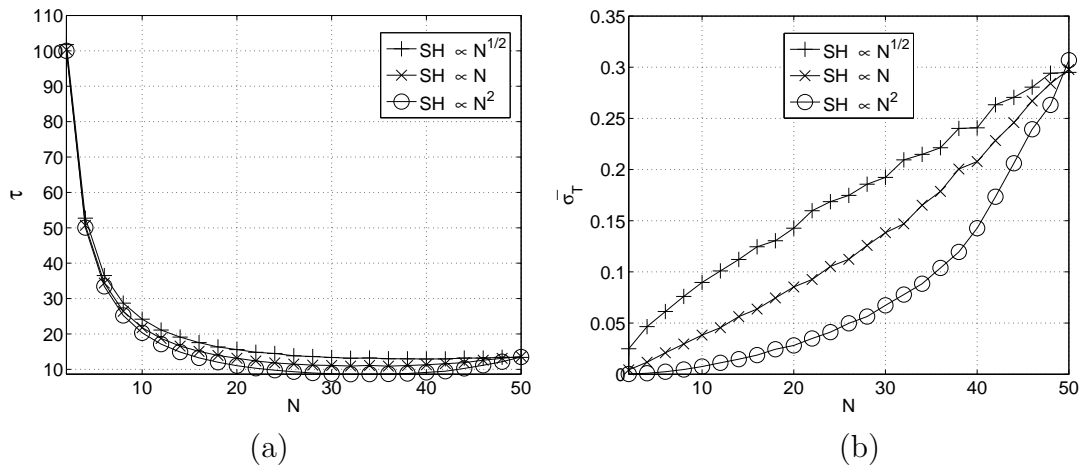 110
100
90
80
70
60
50
40
30
20
10
τ
10 20 30 40 50
N
SH ∝ N^{1/2}
SH ∝ N
SH ∝ N^2
(a)
0.35
0.3
0.25
0.2
0.15
0.1
0.05
0
σ̄_T
10 20 30 40 50
N
SH ∝ N^{1/2}
SH ∝ N
SH ∝ N^2
(b)